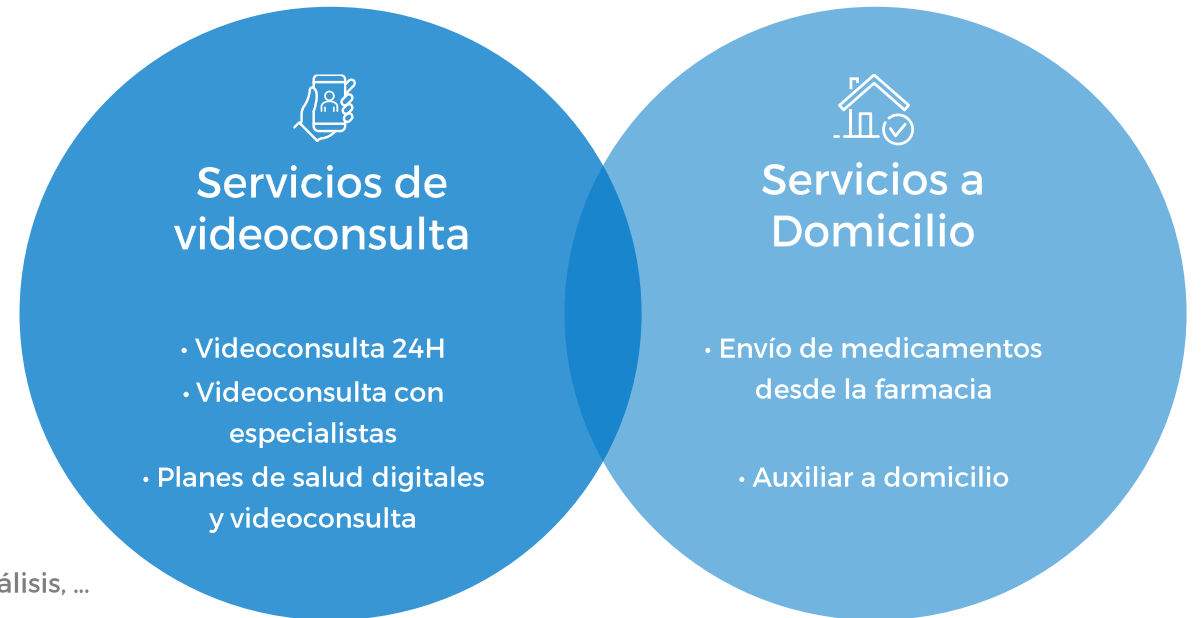 Servicios de
videoconsulta
• Videoconsulta 24H
• Videoconsulta con
especialistas
• Planes de salud digitales
y videoconsulta
Servicios a
Domicilio
• Envío de medicamentos
desde la farmacia
• Auxiliar a domicilio
álisis, ...